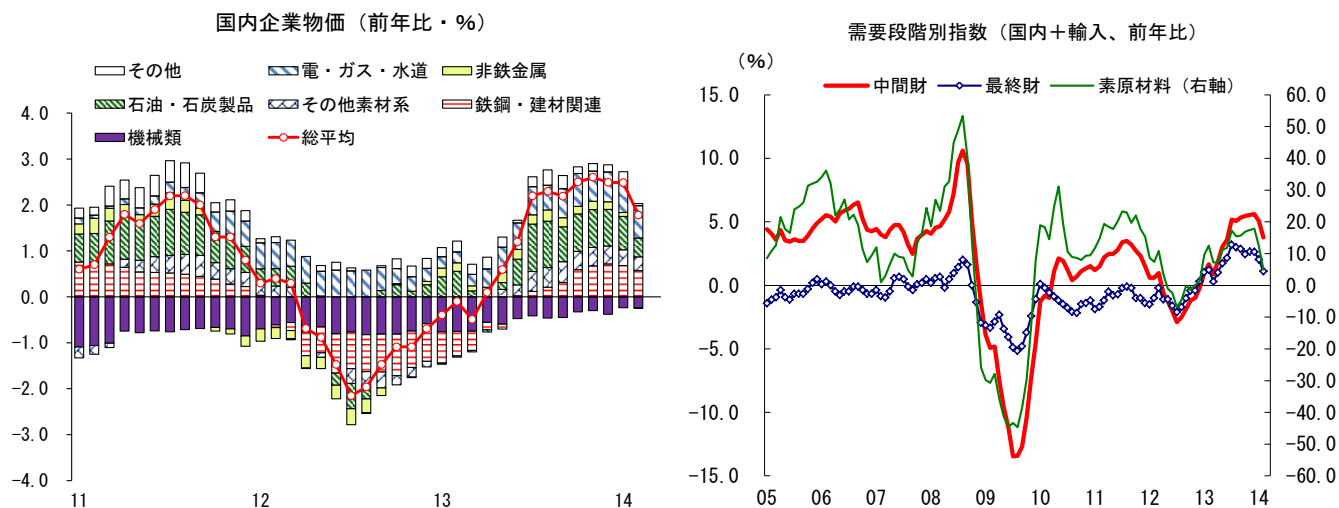 国内企業物価（前年比・％）
その他 電・ガス・水道 非鉄金属
石油・石炭製品 その他素材系 鉄鋼・建材関連
機械類 総平均
4.0
3.0
2.0
1.0
0.0
-1.0
-2.0
-3.0
-4.0
11 12 13 14
需要段階別指数（国内＋輸入、前年比）
（％）
中間財 最終財 素原材料（右軸）
15.0 60.0
50.0
10.0 40.0
30.0
5.0 20.0
10.0
0.0 0.0
-10.0
-5.0 -20.0
-30.0
-10.0 -40.0
-50.0
-15.0 -60.0
05 06 07 08 09 10 11 12 13 14